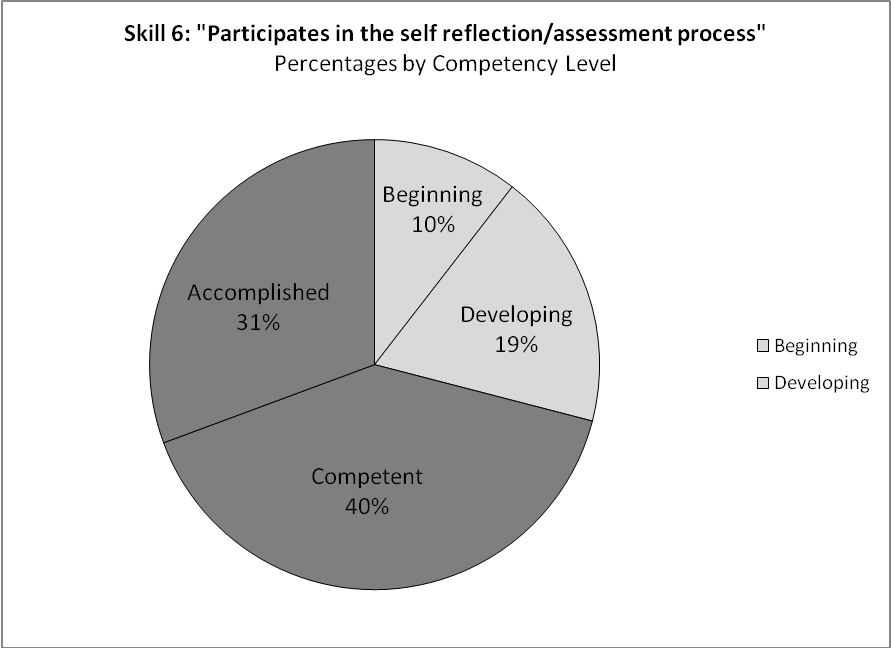 Skill 6: "Participates in the self reflection/assessment process"
Percentages by Competency Level
Beginning
10%
Accomplished
31%
Developing
19%
Competent
40%
Beginning
Developing